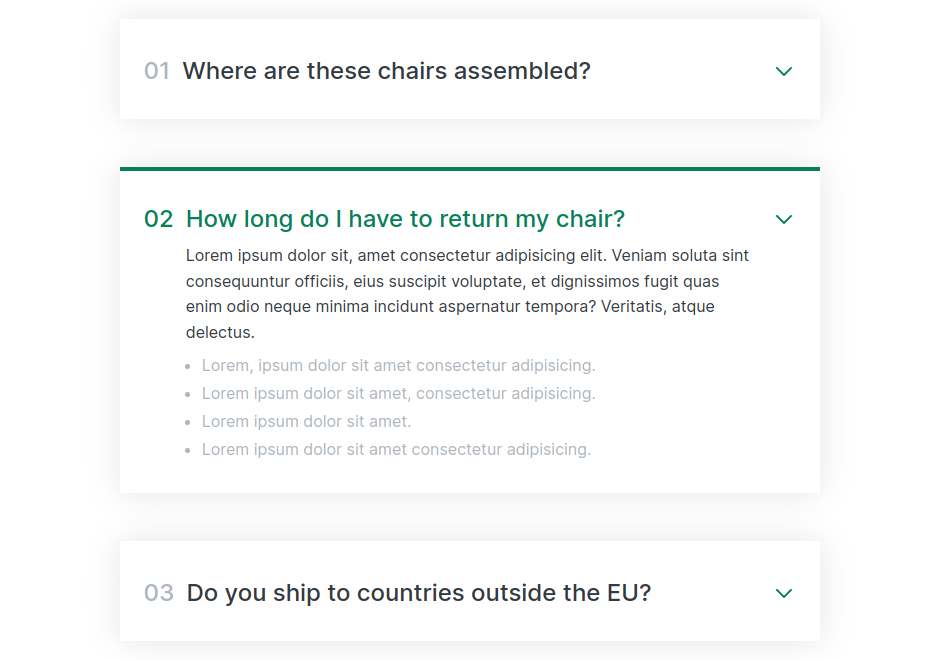 01 Where are these chairs assembled?
02 How long do I have to return my chair?
Lorem ipsum dolor sit, amet consectetur adipisicing elit. Veniam soluta sint
consequuntur officiis, eius suscipit voluptate, et dignissimos fugit quas
enim odio neque minima incidunt aspernatur tempora? Veritatis, atque
delectus.
• Lorem, ipsum dolor sit amet consectetur adipisicing.
• Lorem ipsum dolor sit amet, consectetur adipisicing.
• Lorem ipsum dolor sit amet.
• Lorem ipsum dolor sit amet consectetur adipisicing.
03 Do you ship to countries outside the EU?